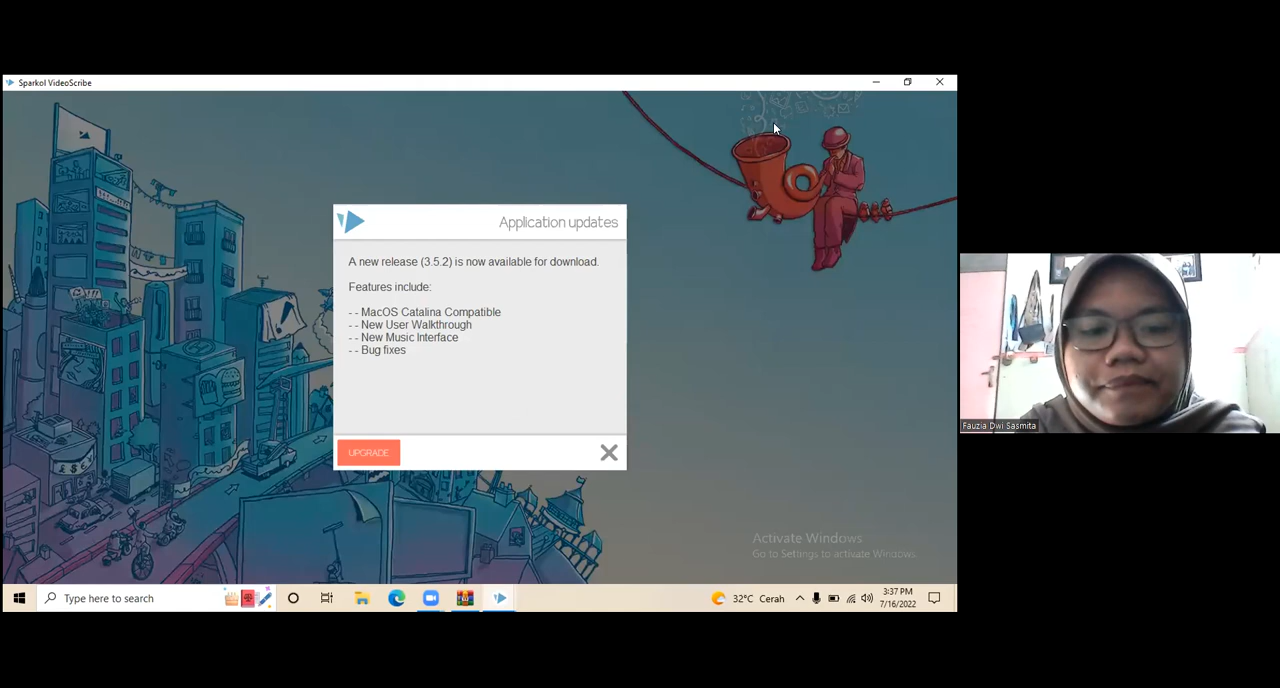 Sparkol VideoScribe
Application updates
A new release (3.5.2) is now available for download.
Features include:
- - MacOS Catalina Compatible
- - New User Walkthrough
- - New Music Interface
- - Bug fixes
UPGRADE
£ $ €
Fauzia Dwi Sasmita
Activate Windows
Go to Settings to activate Windows.
Type here to search
32°C Cerah
3:37 PM
7/16/2022